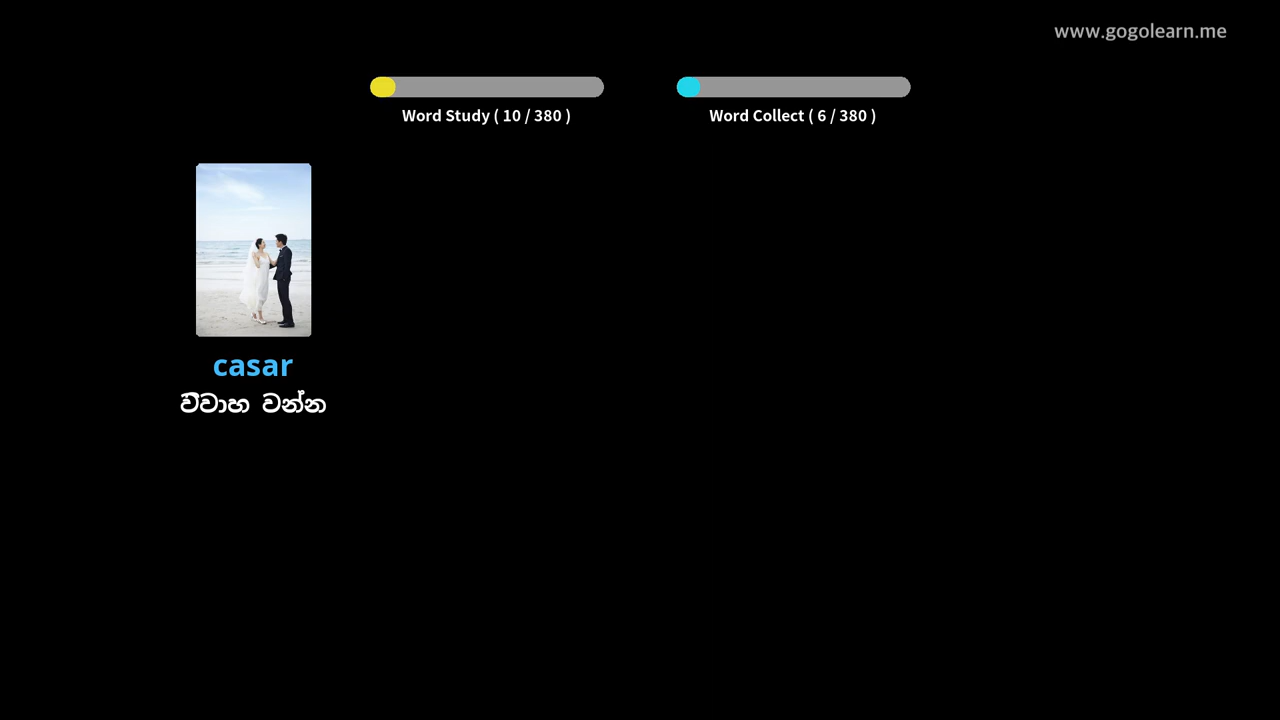 www.gogolearn.me
Word Study ( 10 / 380 )
Word Collect ( 6 / 380 )
casar
විවාහ වන්න